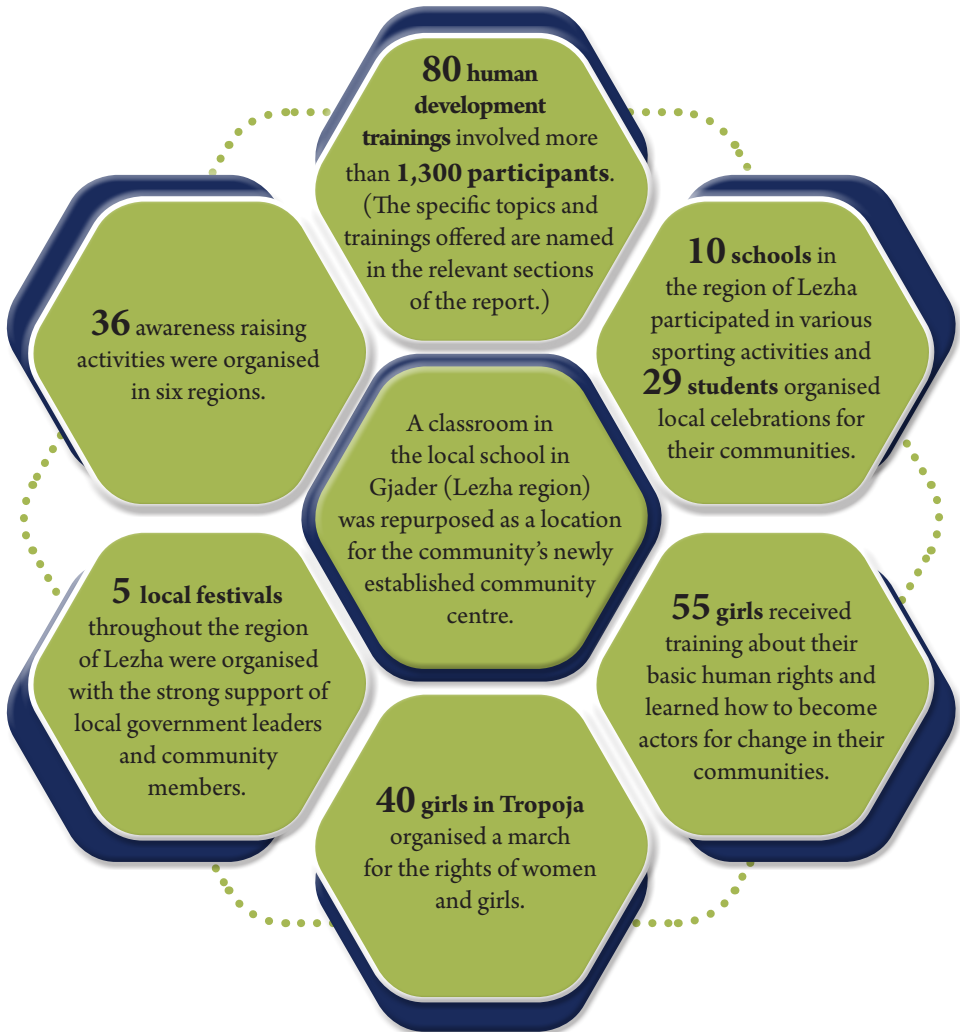 80 human
development
trainings involved more
than 1,300 participants.
(The specific topics and
trainings offered are named
in the relevant sections
of the report.)
10 schools in
the region of Lezha
participated in various
sporting activities and
29 students organised
local celebrations for
their communities.
36 awareness raising
activities were organised
in six regions.
A classroom in
the local school in
Gjader (Lezha region)
was repurposed as a location
for the community’s newly
established community
centre.
55 girls received
training about their
basic human rights and
learned how to become
actors for change in their
communities.
5 local festivals
throughout the region
of Lezha were organised
with the strong support of
local government leaders
and community
members.
40 girls in Tropoja
organised a march
for the rights of women
and girls.